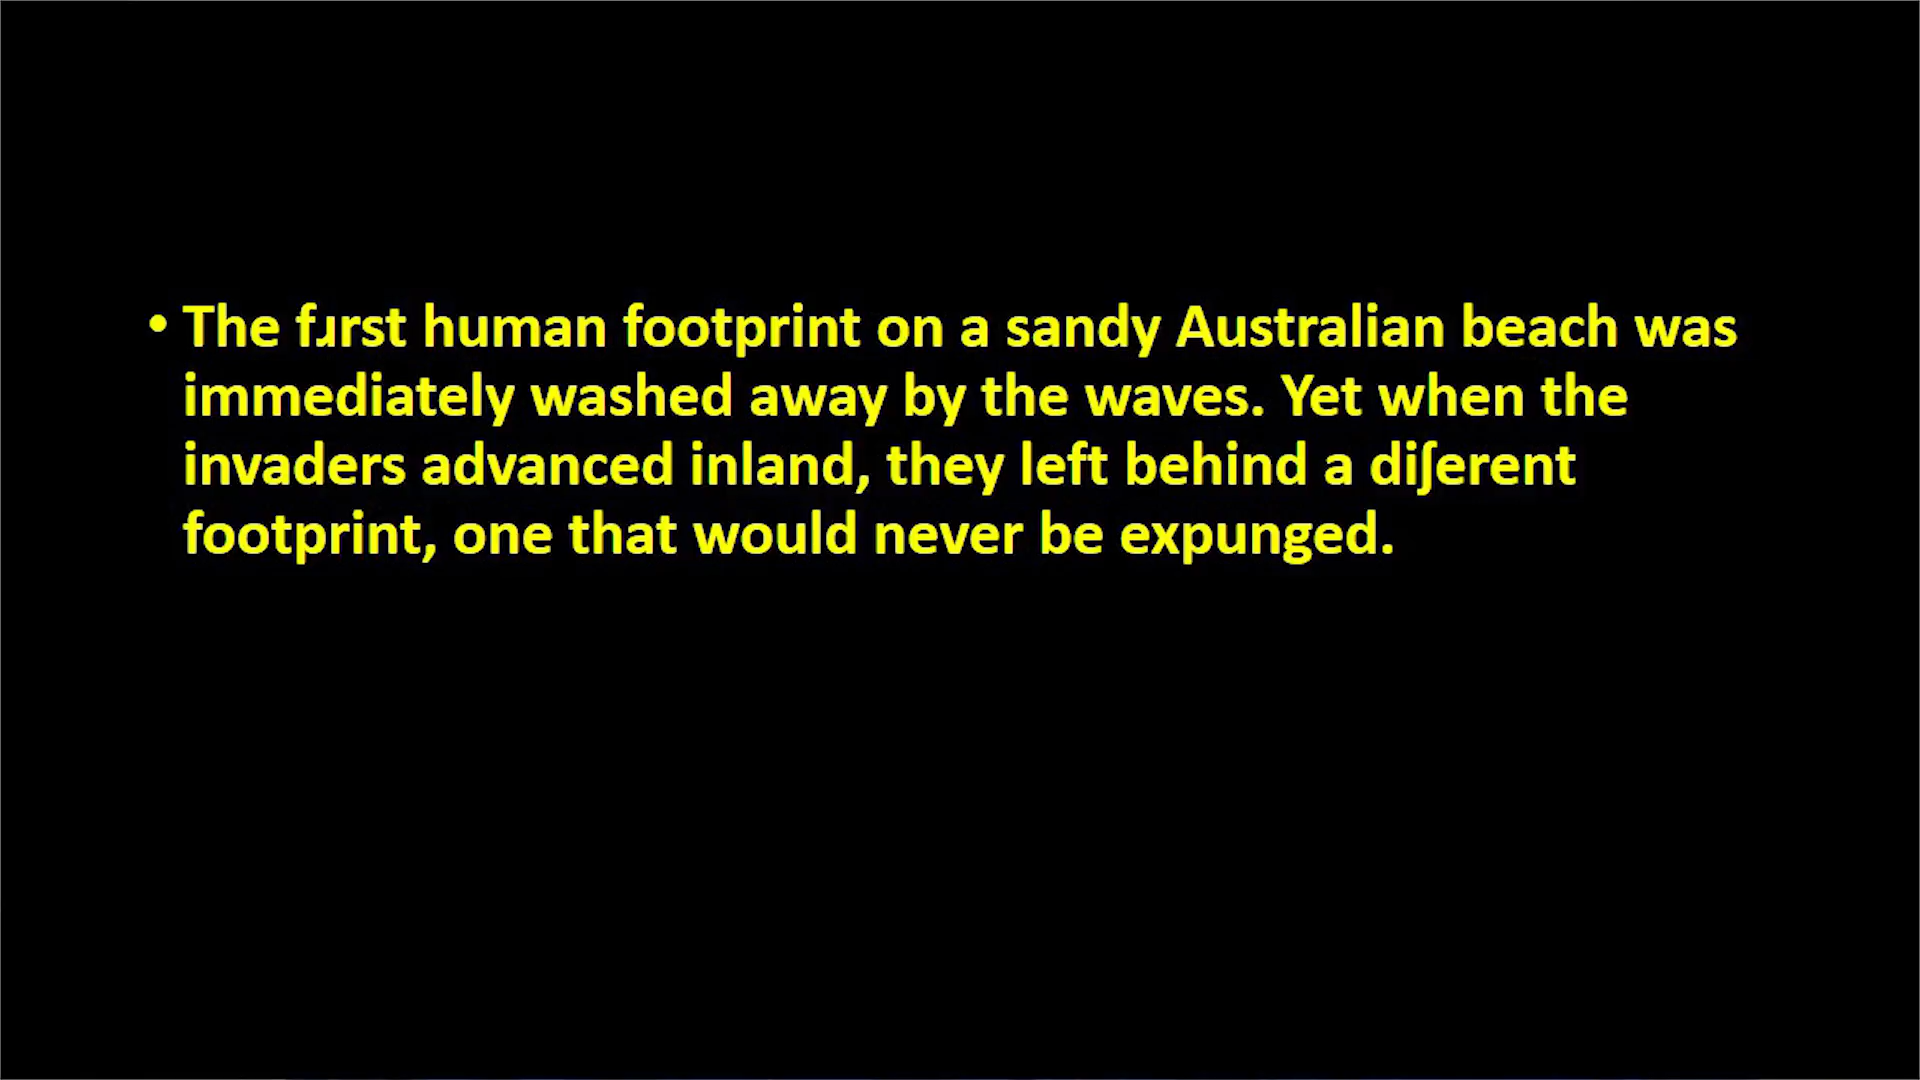 • The fɹrst human footprint on a sandy Australian beach was
immediately washed away by the waves. Yet when the
invaders advanced inland, they left behind a diʃerent
footprint, one that would never be expunged.